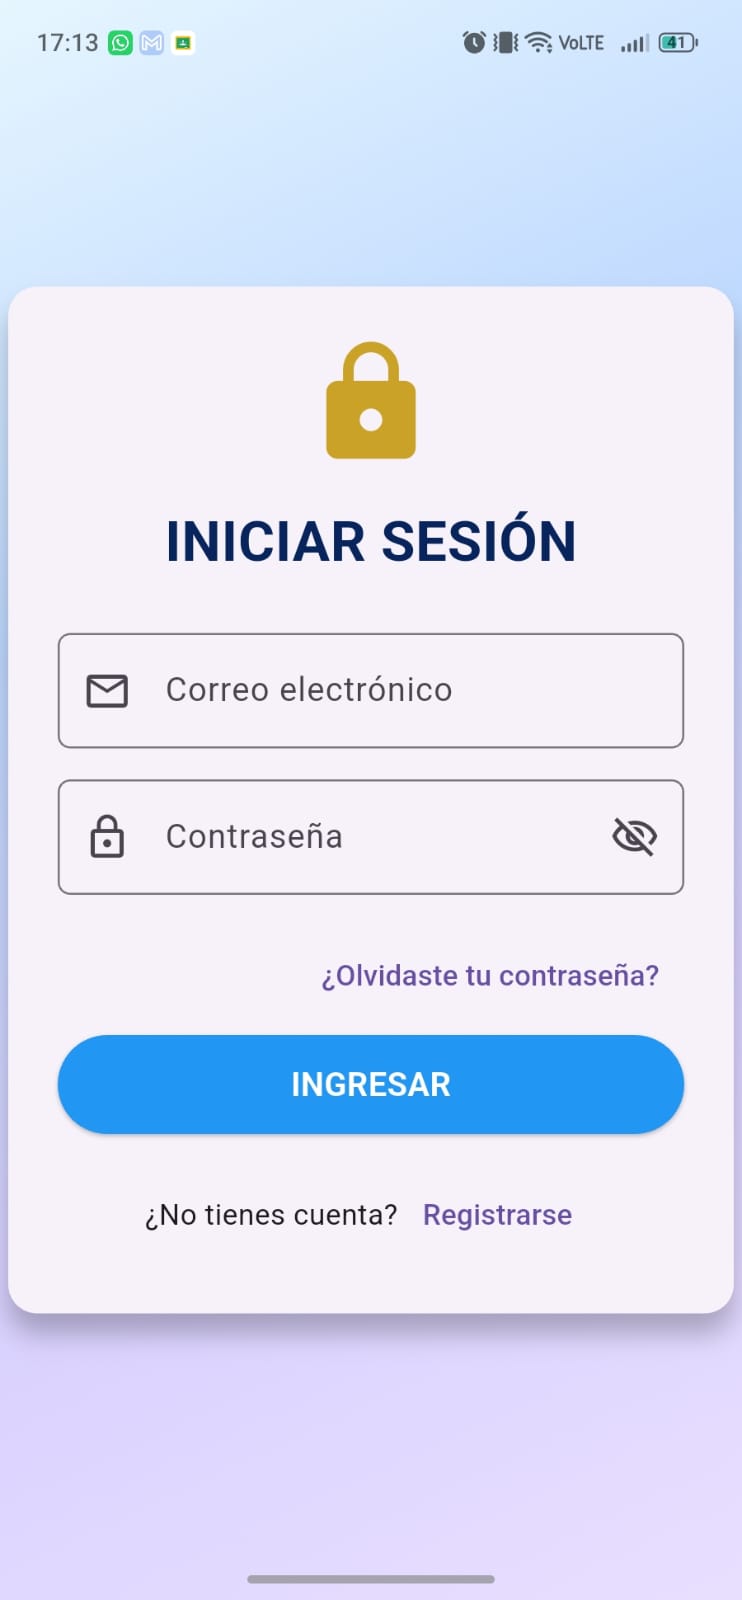 17:13 VoLTE 41
INICIAR SESIÓN
Correo electrónico
Contraseña
¿Olvidaste tu contraseña?
INGRESAR
¿No tienes cuenta? Registrarse